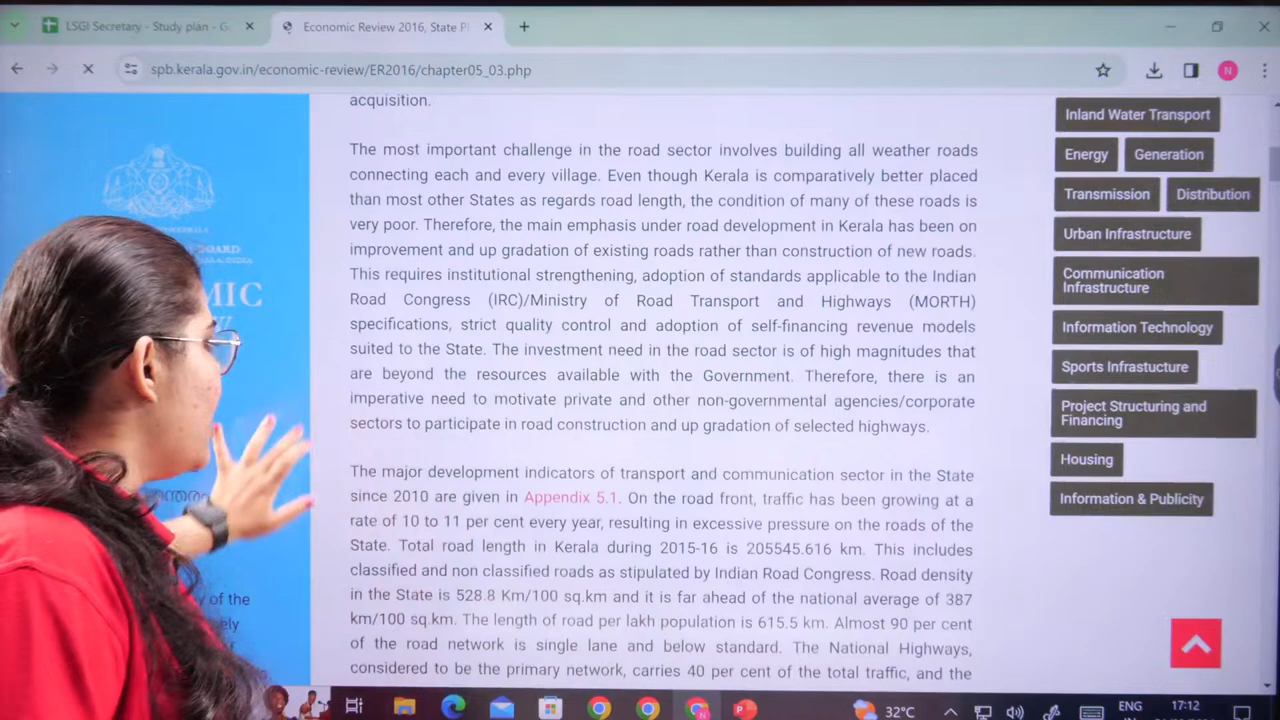 LSGI Secretary - Study plan - G
Economic Review 2016, State P
spb.kerala.gov.in/economic-review/ER2016/chapter05_03.php
N
acquisition.
The most important challenge in the road sector involves building all weather roads
connecting each and every village. Even though Kerala is comparatively better placed
than most other States as regards road length, the condition of many of these roads is
very poor. Therefore, the main emphasis under road development in Kerala has been on
improvement and up gradation of existing roads rather than construction of new roads.
This requires institutional strengthening, adoption of standards applicable to the Indian
Road Congress (IRC)/Ministry of Road Transport and Highways (MORTH)
specifications, strict quality control and adoption of self-financing revenue models
suited to the State. The investment need in the road sector is of high magnitudes that
are beyond the resources available with the Government. Therefore, there is an
imperative need to motivate private and other non-governmental agencies/corporate
sectors to participate in road construction and up gradation of selected highways.
The major development indicators of transport and communication sector in the State
since 2010 are given in Appendix 5.1. On the road front, traffic has been growing at a
rate of 10 to 11 per cent every year, resulting in excessive pressure on the roads of the
State. Total road length in Kerala during 2015-16 is 205545.616 km. This includes
classified and non classified roads as stipulated by Indian Road Congress. Road density
in the State is 528.8 Km/100 sq.km and it is far ahead of the national average of 387
km/100 sq.km. The length of road per lakh population is 615.5 km. Almost 90 per cent
of the road network is single lane and below standard. The National Highways,
considered to be the primary network, carries 40 per cent of the total traffic, and the
Inland Water Transport
Energy Generation
Transmission Distribution
Urban Infrastructure
Communication
Infrastructure
Information Technology
Sports Infrastucture
Project Structuring and
Financing
Housing
Information & Publicity
OARD
MIC
y of the
ely
32°C
ENG
17:12